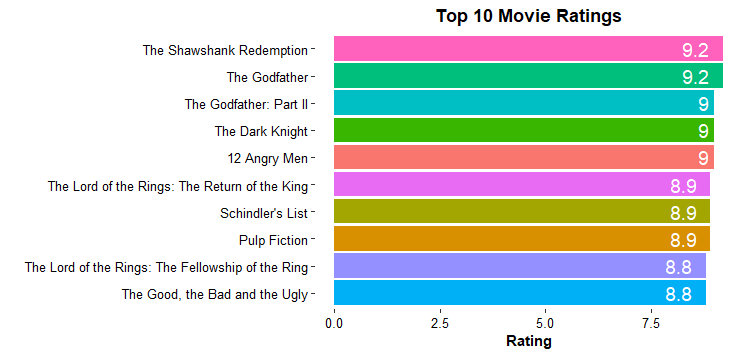 Top 10 Movie Ratings
The Shawshank Redemption 9.2
The Godfather 9.2
The Godfather: Part II 9
The Dark Knight 9
12 Angry Men 9
The Lord of the Rings: The Return of the King 8.9
Schindler's List 8.9
Pulp Fiction 8.9
The Lord of the Rings: The Fellowship of the Ring 8.8
The Good, the Bad and the Ugly 8.8
0.0 2.5 5.0 7.5
Rating